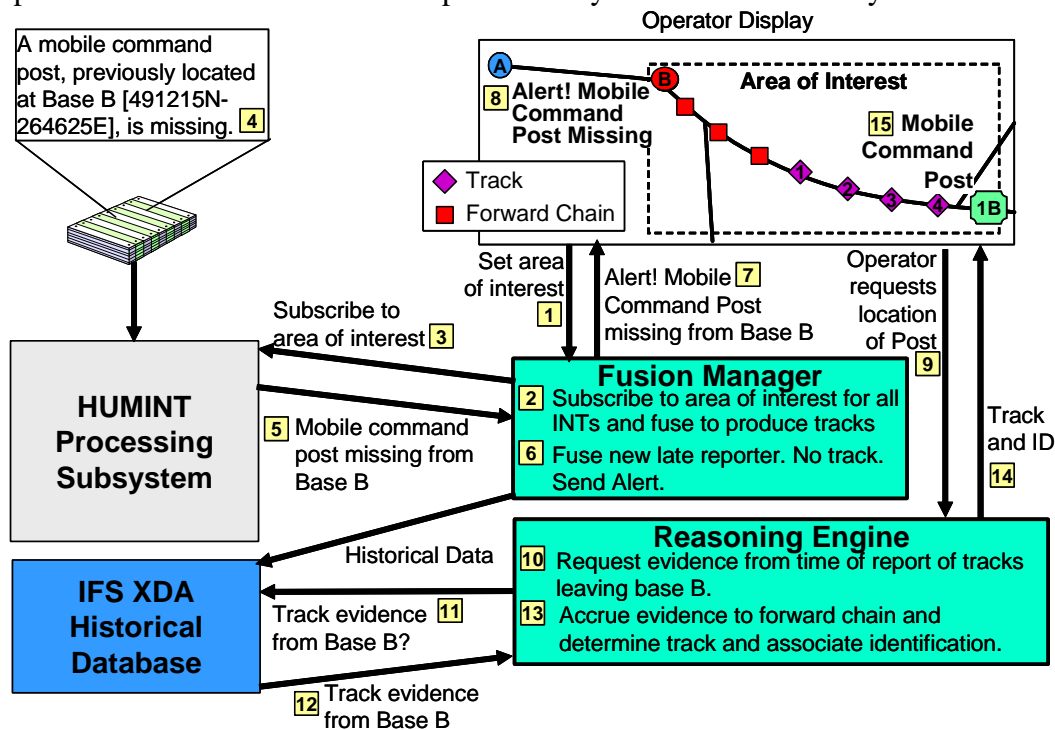 Operator Display
A mobile command
post, previously located
at Base B [491215N-
264625E], is missing. 4
A
B
Area of Interest
8 Alert! Mobile
Command
Post Missing
15 Mobile
Command
Post
1
2
3
4
1B
Track
Forward Chain
Set area
of interest
1
Alert! Mobile 7
Command Post
missing from Base B
Operator
requests
location
of Post
9
Subscribe to
area of interest 3
HUMINT
Processing
Subsystem
5 Mobile command
post missing from
Base B
Fusion Manager
2 Subscribe to area of interest for all
INTs and fuse to produce tracks
6 Fuse new late reporter. No track.
Send Alert.
Track
and ID
14
Historical Data
IFS XDA
Historical
Database
Track evidence 11
from Base B?
12 Track evidence
from Base B
Reasoning Engine
10 Request evidence from time of report of tracks
leaving base B.
13 Accrue evidence to forward chain and
determine track and associate identification.